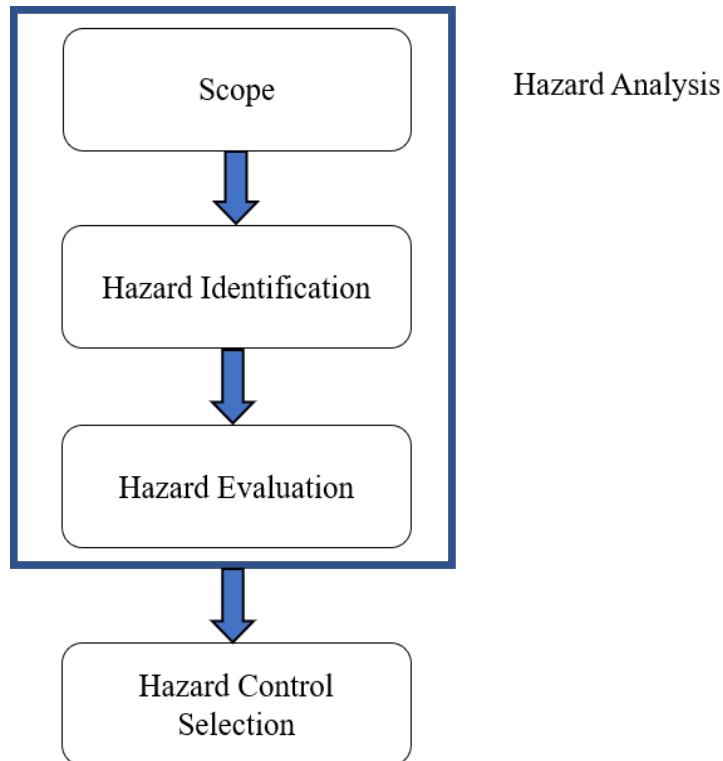 Scope
Hazard Analysis
Hazard Identification
Hazard Evaluation
Hazard Control
Selection